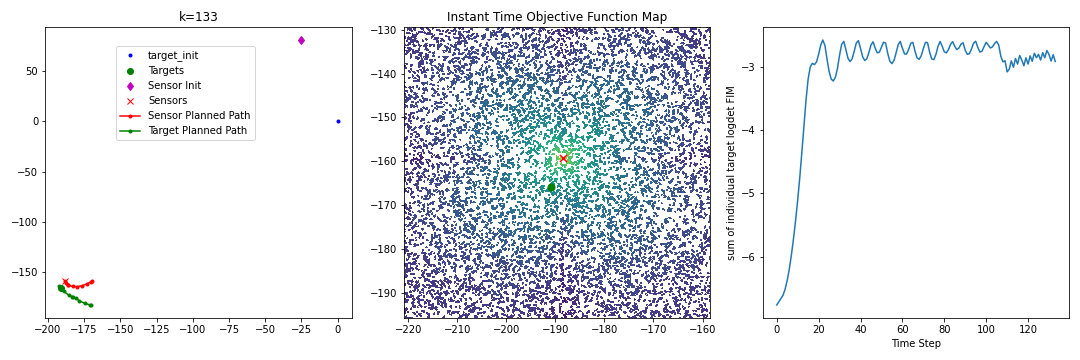 k=133
50
0
−50
−100
−150
−200 −175 −150 −125 −100 −75 −50 −25 0
target_init
Targets
Sensor Init
Sensors
Sensor Planned Path
Target Planned Path
Instant Time Objective Function Map
−130
−140
−150
−160
−170
−180
−190
−220 −210 −200 −190 −180 −170 −160
sum of individual target logdet FIM
−3
−4
−5
−6
0 20 40 60 80 100 120
Time Step